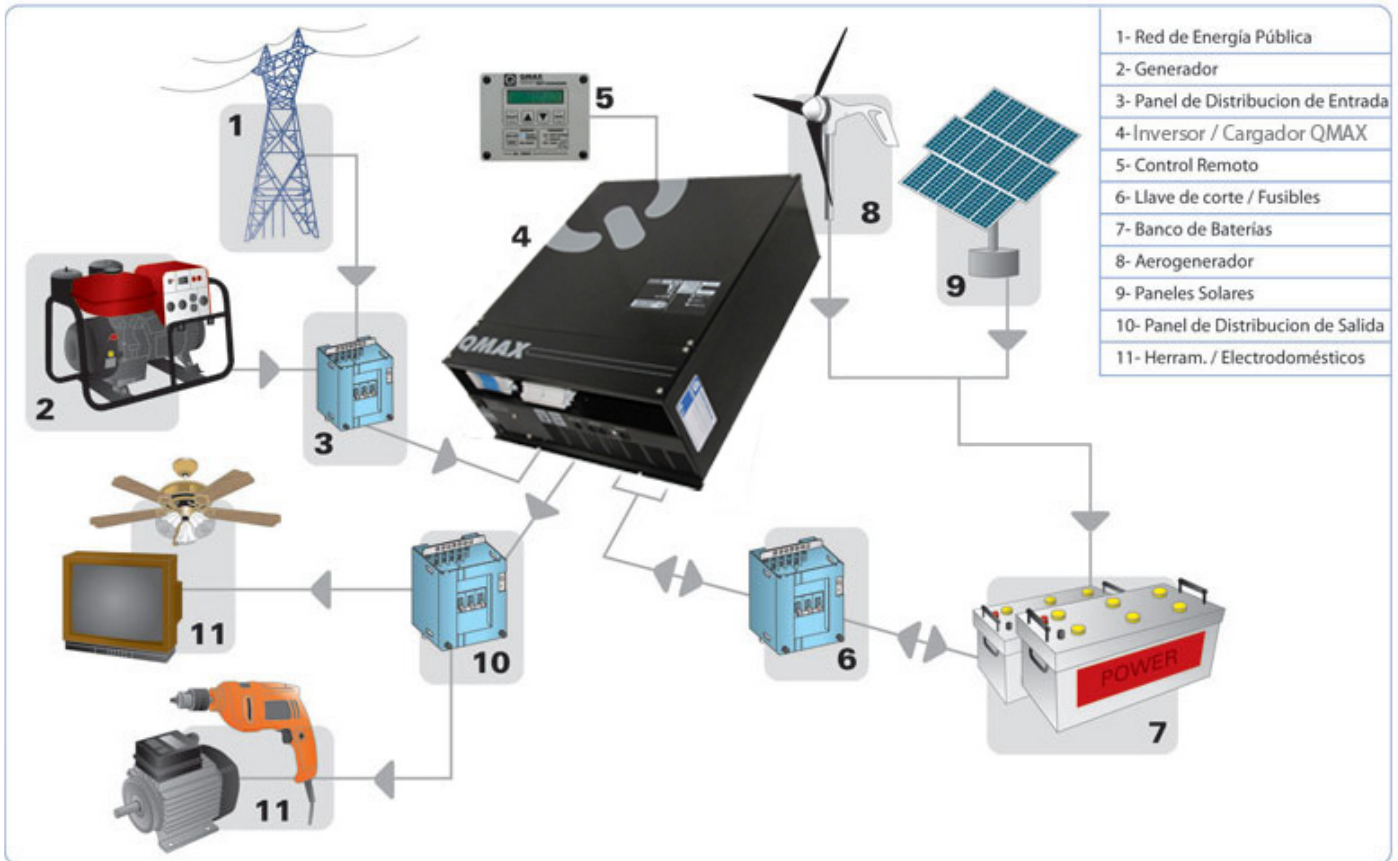 1
2
3
4
5
6
7
8
9
10
11
11
QMAX
QMAX
POWER
1- Red de Energía Pública
2- Generador
3- Panel de Distribucion de Entrada
4- Inversor / Cargador QMAX
5- Control Remoto
6- Llave de corte / Fusibles
7- Banco de Baterías
8- Aerogenerador
9- Paneles Solares
10- Panel de Distribucion de Salida
11- Herram. / Electrodomésticos